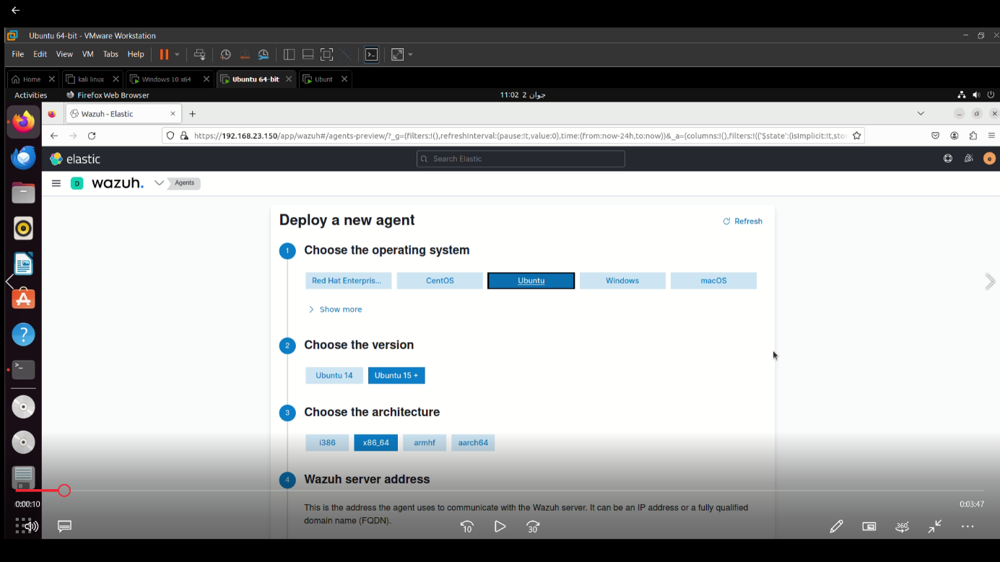 Ubuntu 64-bit - VMware Workstation
File Edit View VM Tabs Help
Home kali linux Windows 10 x64 Ubuntu 64-bit Ubunt
Activities Firefox Web Browser 11:02 2 جوان
Wazuh - Elastic
https://192.168.23.150/app/wazuh#/agents-preview/?_g=(filters:!(),refreshInterval:(pause:!t,value:0),time:(from:now-24h,to:now))&_a=(columns:!(),filters:!(('$state':(isImplicit:!t,stor
elastic Search Elastic e
D wazuh. Agents
Deploy a new agent
Refresh
1 Choose the operating system
Red Hat Enterpris... CentOS Ubuntu Windows macOS
Show more
2 Choose the version
Ubuntu 14 Ubuntu 15 +
3 Choose the architecture
i386 x86_64 armhf aarch64
4 Wazuh server address
0:00:10 0:03:47
This is the address the agent uses to communicate with the Wazuh server. It can be an IP address or a fully qualified
domain name (FQDN).
10 30 360°